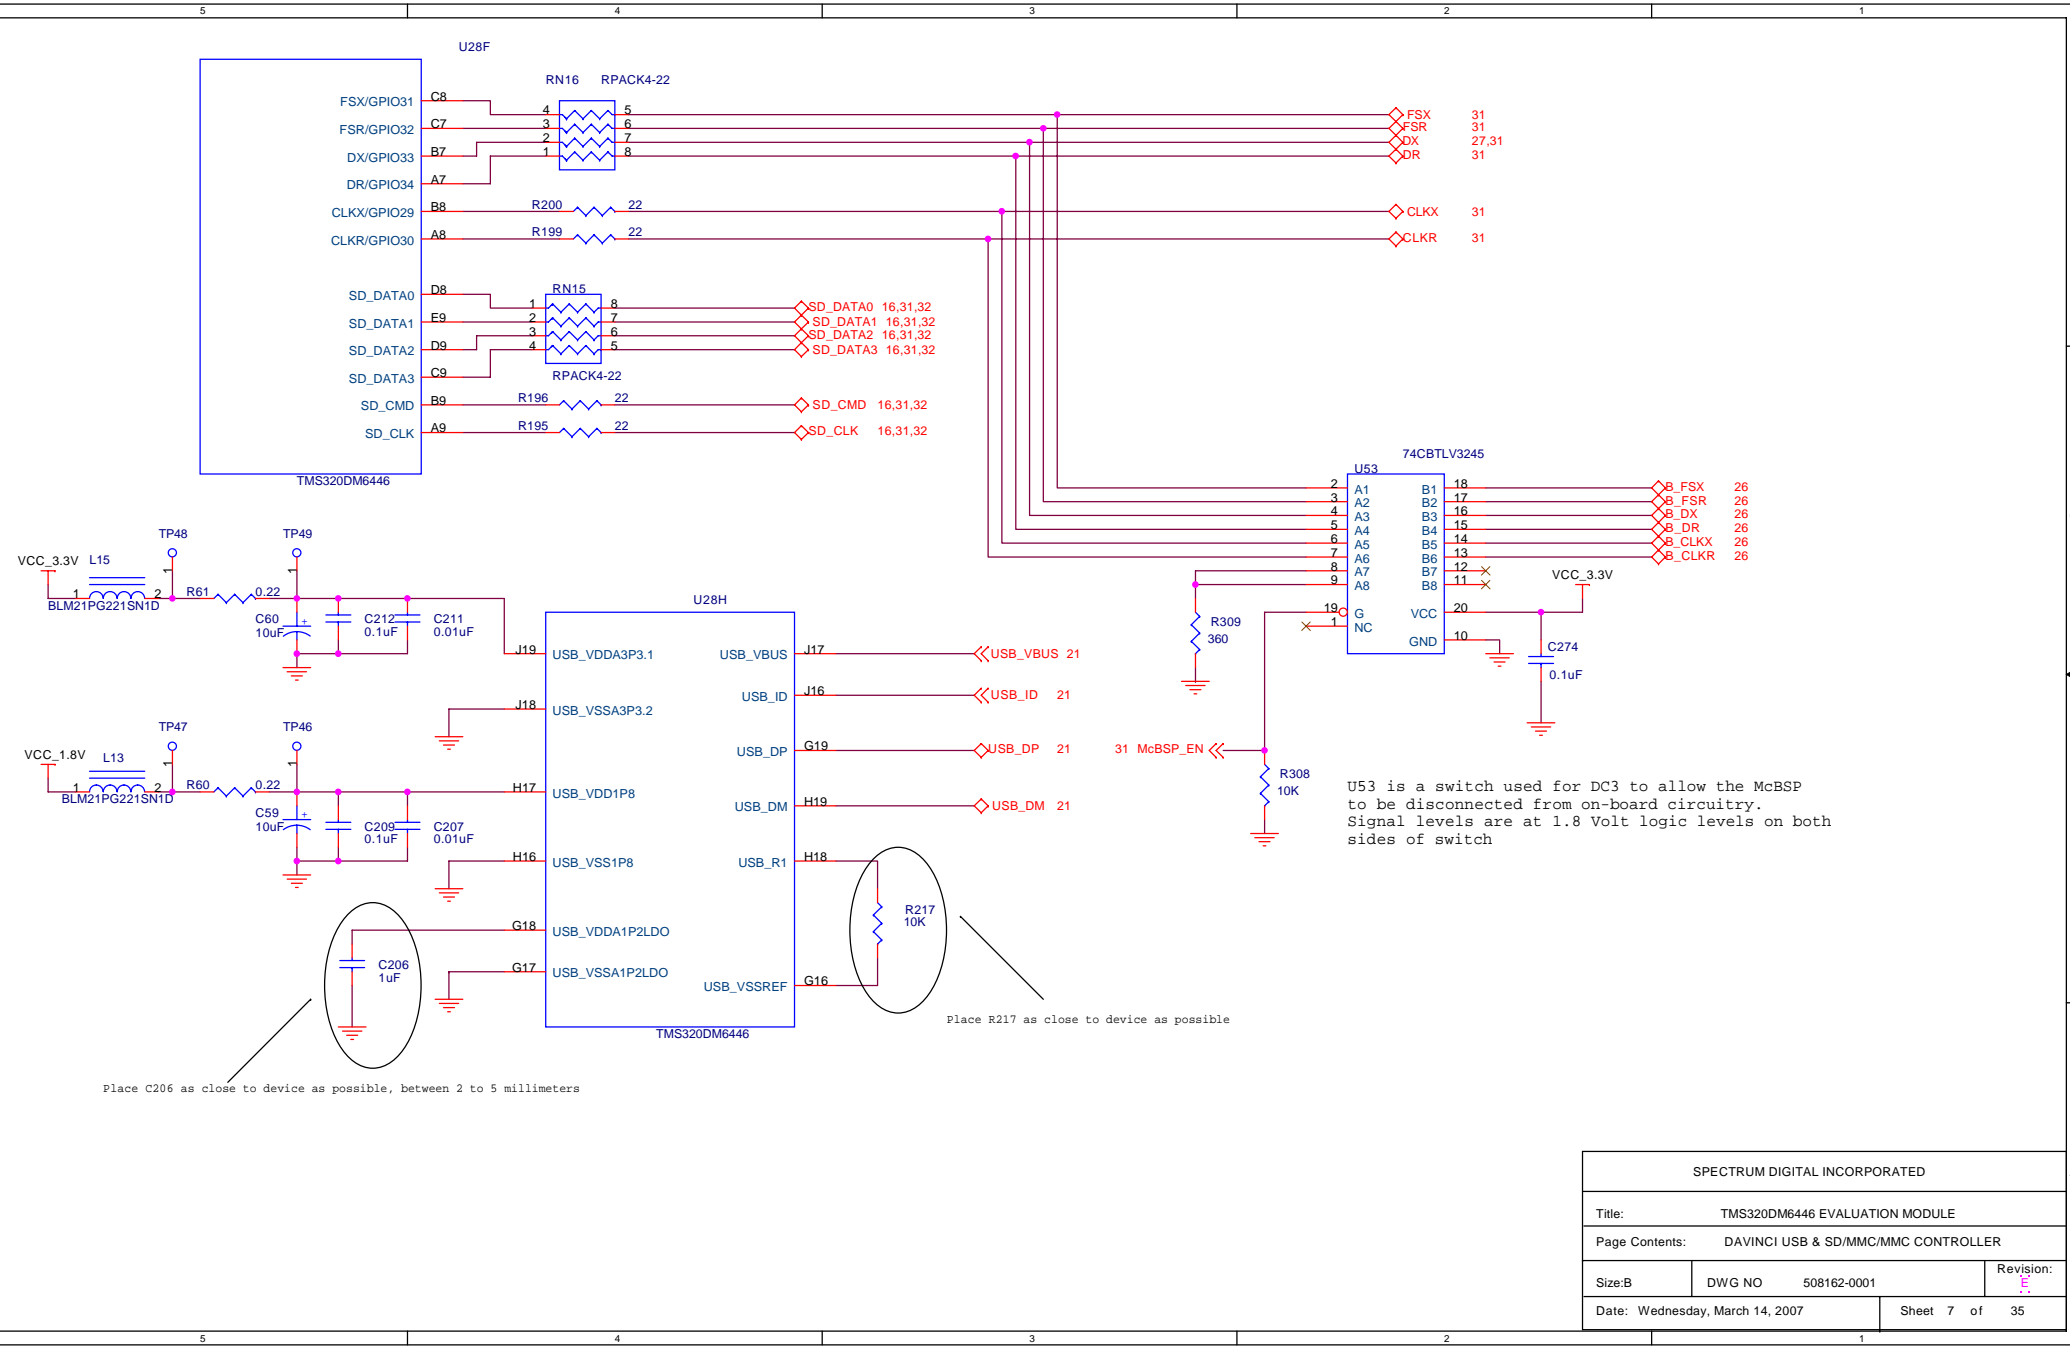 5 4 3 2 1
U28F
RN16 RPACK4-22
FSX/GPIO31 C8 4 5 FSX 31
FSR/GPIO32 C7 3 6 FSR 31
DX/GPIO33 B7 2 7 DX 27,31
DR/GPIO34 A7 1 8 DR 31
CLKX/GPIO29 B8 R200 22 CLKX 31
CLKR/GPIO30 A8 R199 22 CLKR 31
RN15
SD_DATA0 D8 1 8 SD_DATA0 16,31,32
SD_DATA1 E9 2 7 SD_DATA1 16,31,32
SD_DATA2 D9 3 6 SD_DATA2 16,31,32
SD_DATA3 C9 4 5 SD_DATA3 16,31,32
RPACK4-22
SD_CMD B9 R196 22 SD_CMD 16,31,32
SD_CLK A9 R195 22 SD_CLK 16,31,32
TMS320DM6446
74CBTLV3245
U53
2 A1 B1 18 B_FSX 26
3 A2 B2 17 B_FSR 26
4 A3 B3 16 B_DX 26
5 A4 B4 15 B_DR 26
6 A5 B5 14 B_CLKX 26
7 A6 B6 13 B_CLKR 26
8 A7 B7 12
9 A8 B8 11
19 G VCC 20 VCC_3.3V
1 NC GND 10
R309
360
C274
0.1uF
31 McBSP_EN
R308
10K
U53 is a switch used for DC3 to allow the McBSP
to be disconnected from on-board circuitry.
Signal levels are at 1.8 Volt logic levels on both
sides of switch
TP48 TP49
VCC_3.3V L15 1 1
1 2 R61 0.22
BLM21PG221SN1D
C60 C212 C211
10uF + 0.1uF 0.01uF
TP47 TP46
VCC_1.8V L13 1 1
1 2 R60 0.22
BLM21PG221SN1D
C59 C209 C207
10uF + 0.1uF 0.01uF
U28H
J19 USB_VDDA3P3.1 USB_VBUS J17 USB_VBUS 21
USB_ID J16 USB_ID 21
J18 USB_VSSA3P3.2
USB_DP G19 USB_DP 21
H17 USB_VDD1P8
USB_DM H19 USB_DM 21
H16 USB_VSS1P8 USB_R1 H18
R217
10K
G18 USB_VDDA1P2LDO
C206
1uF
G17 USB_VSSA1P2LDO
USB_VSSREF G16
TMS320DM6446
Place R217 as close to device as possible
Place C206 as close to device as possible, between 2 to 5 millimeters
SPECTRUM DIGITAL INCORPORATED
Title: TMS320DM6446 EVALUATION MODULE
Page Contents: DAVINCI USB & SD/MMC/MMC CONTROLLER
Size:B DWG NO 508162-0001 Revision:
E
Date: Wednesday, March 14, 2007 Sheet 7 of 35
5 4 3 2 1